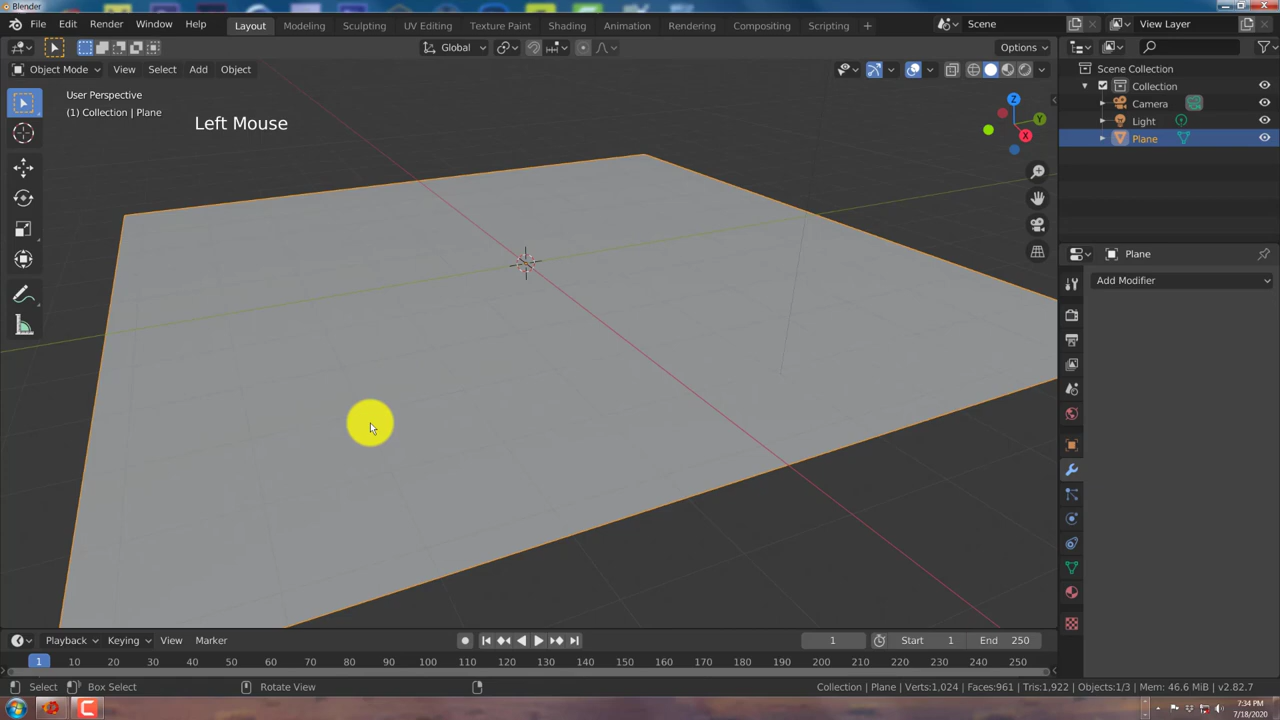 Blender
File Edit Render Window Help Layout Modeling Sculpting UV Editing Texture Paint Shading Animation Rendering Compositing Scripting + Scene View Layer
Global Options
Object Mode View Select Add Object
User Perspective
(1) Collection | Plane
Left Mouse
Z
Y
X
Scene Collection
Collection
Camera
Light
Plane
Plane
Add Modifier
Playback Keying View Marker 1 Start 1 End 250
1 10 20 30 40 50 60 70 80 90 100 110 120 130 140 150 160 170 180 190 200 210 220 230 240 250
Select Box Select Rotate View Collection | Plane | Verts:1,024 | Faces:961 | Tris:1,922 | Objects:1/3 | Mem: 46.6 MiB | v2.82.7
7:34 PM
7/18/2020